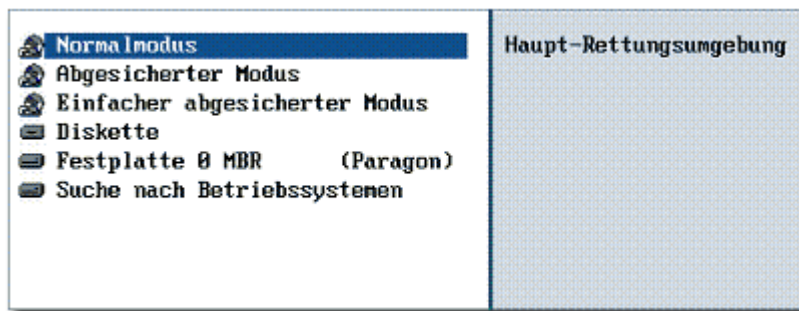 Normalmodus
Abgesicherter Modus
Einfacher abgesicherter Modus
Diskette
Festplatte 0 MBR (Paragon)
Suche nach Betriebssystemen
Haupt-Rettungsumgebung